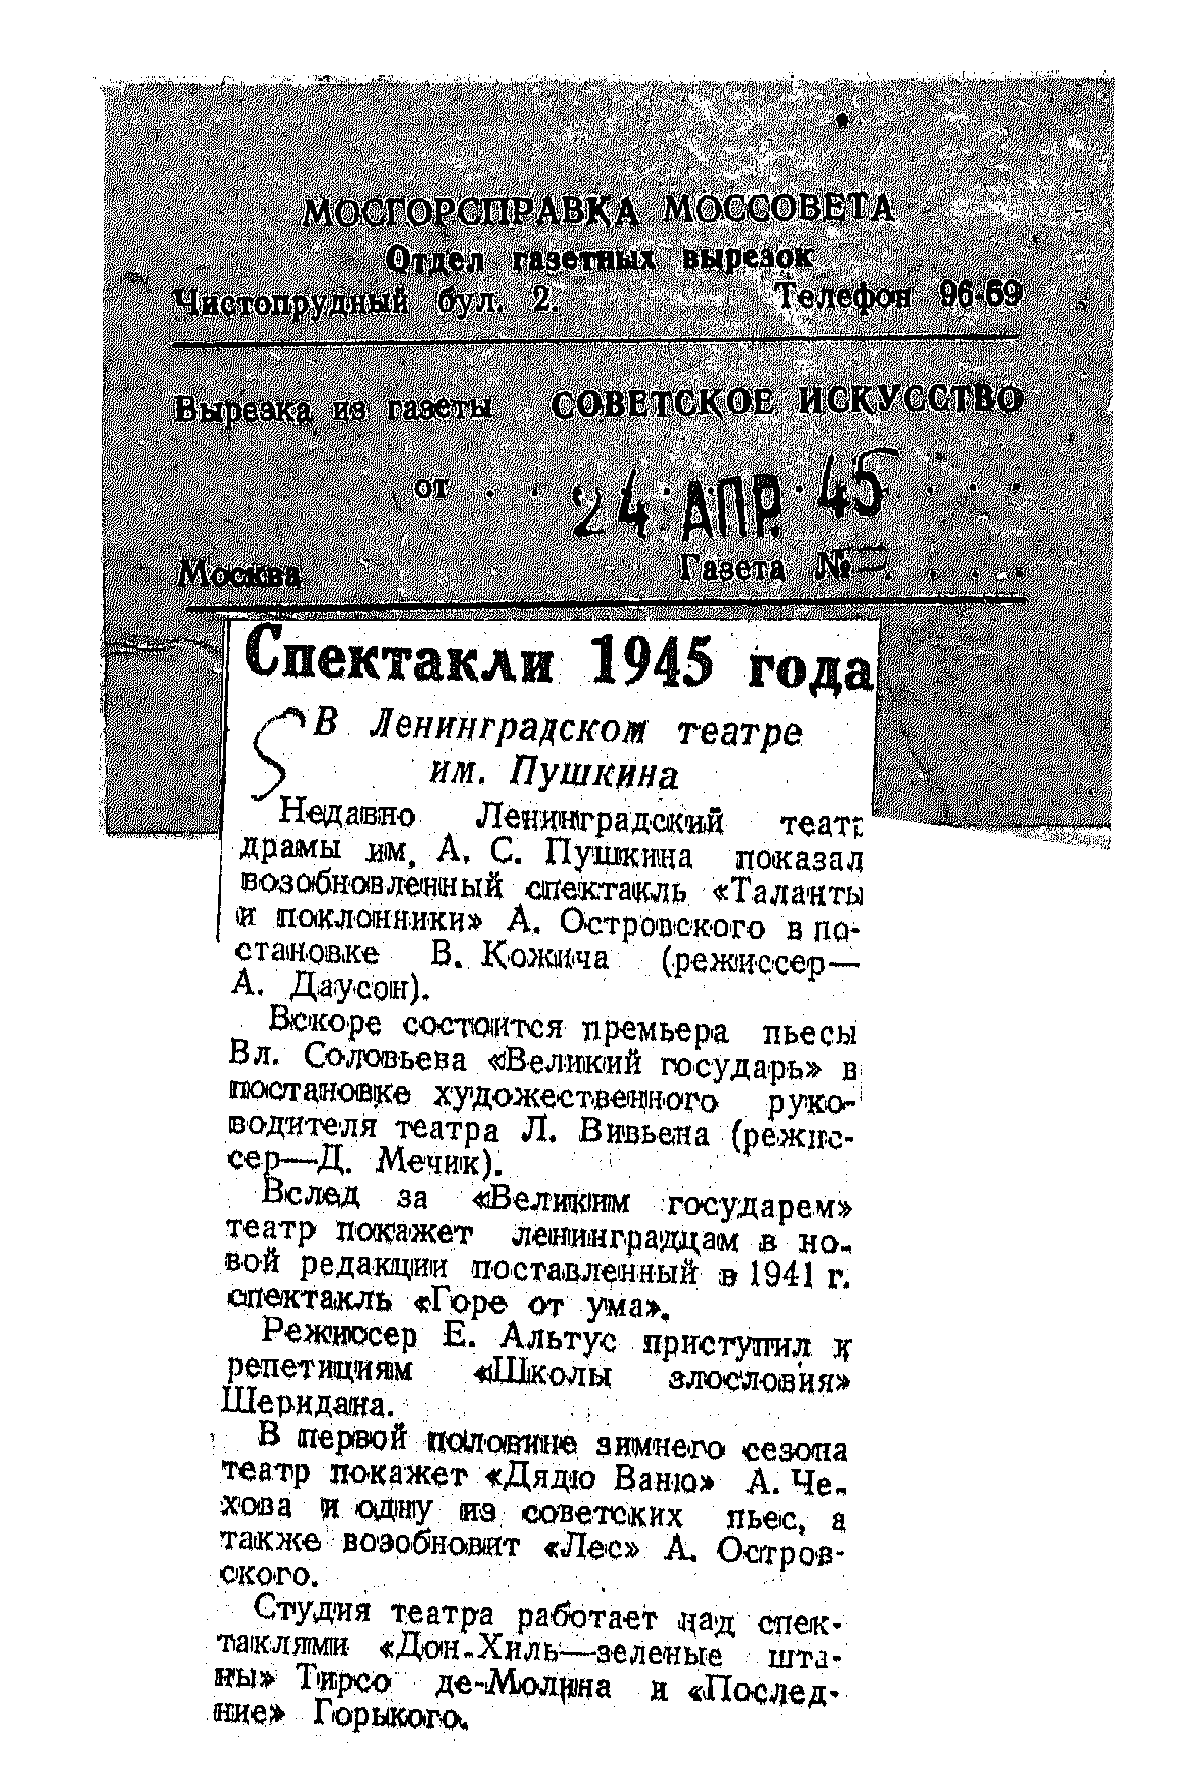 МОСГОРСПРАВКА МОССОВЕТА
Отдел газетных вырезок
Чистопрудный бул. 2. Телефон 96-69
Вырезка из газеты СОВЕТСКОЕ ИСКУССТВО
от . . 24 АПР. 45 . . .
Москва Газета № . . . .
Спектакли 1945 года
В Ленинградском театре
им. Пушкина
Недавно Ленинградский театр
драмы им. А. С. Пушкина показал
возобновленный спектакль «Таланты
и поклонники» А. Островского в по-
становке В. Кожича (режиссер—
А. Даусон).
Вскоре состоится премьера пьесы
Вл. Соловьева «Великий государь» в
постановке художественного руко-
водителя театра Л. Вивьена (режис-
сер—Д. Мечик).
Вслед за «Великим государем»
театр покажет ленинградцам в но-
вой редакции поставленный в 1941 г.
спектакль «Горе от ума».
Режиссер Е. Альтус приступил к
репетициям «Школы злословия»
Шеридана.
В первой половине зимнего сезона
театр покажет «Дядю Ваню» А. Че-
хова и одну из советских пьес, а
также возобновит «Лес» А. Остров-
ского.
Студия театра работает над спек-
таклями «Дон-Хиль—зеленые шта-
ны» Тирсо де-Молина и «Послед-
ние» Горького.